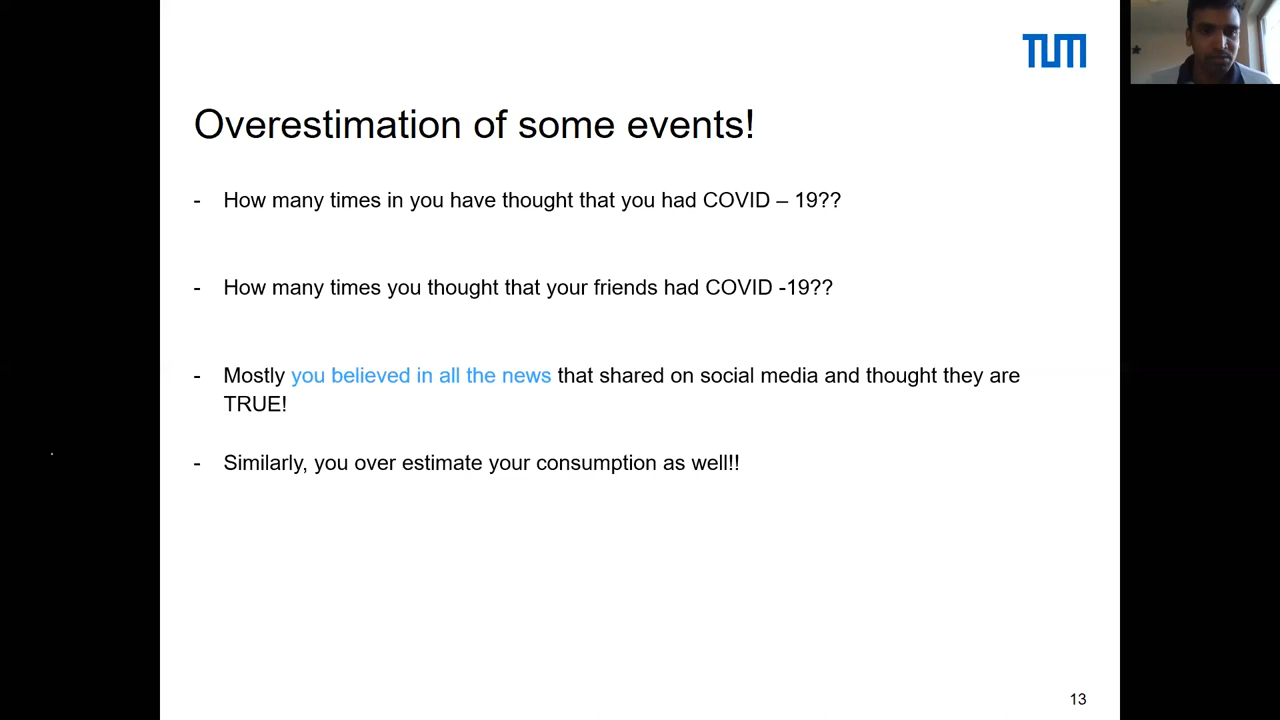 TUM
Overestimation of some events!
- How many times in you have thought that you had COVID – 19??
- How many times you thought that your friends had COVID -19??
- Mostly you believed in all the news that shared on social media and thought they are
TRUE!
- Similarly, you over estimate your consumption as well!!
13